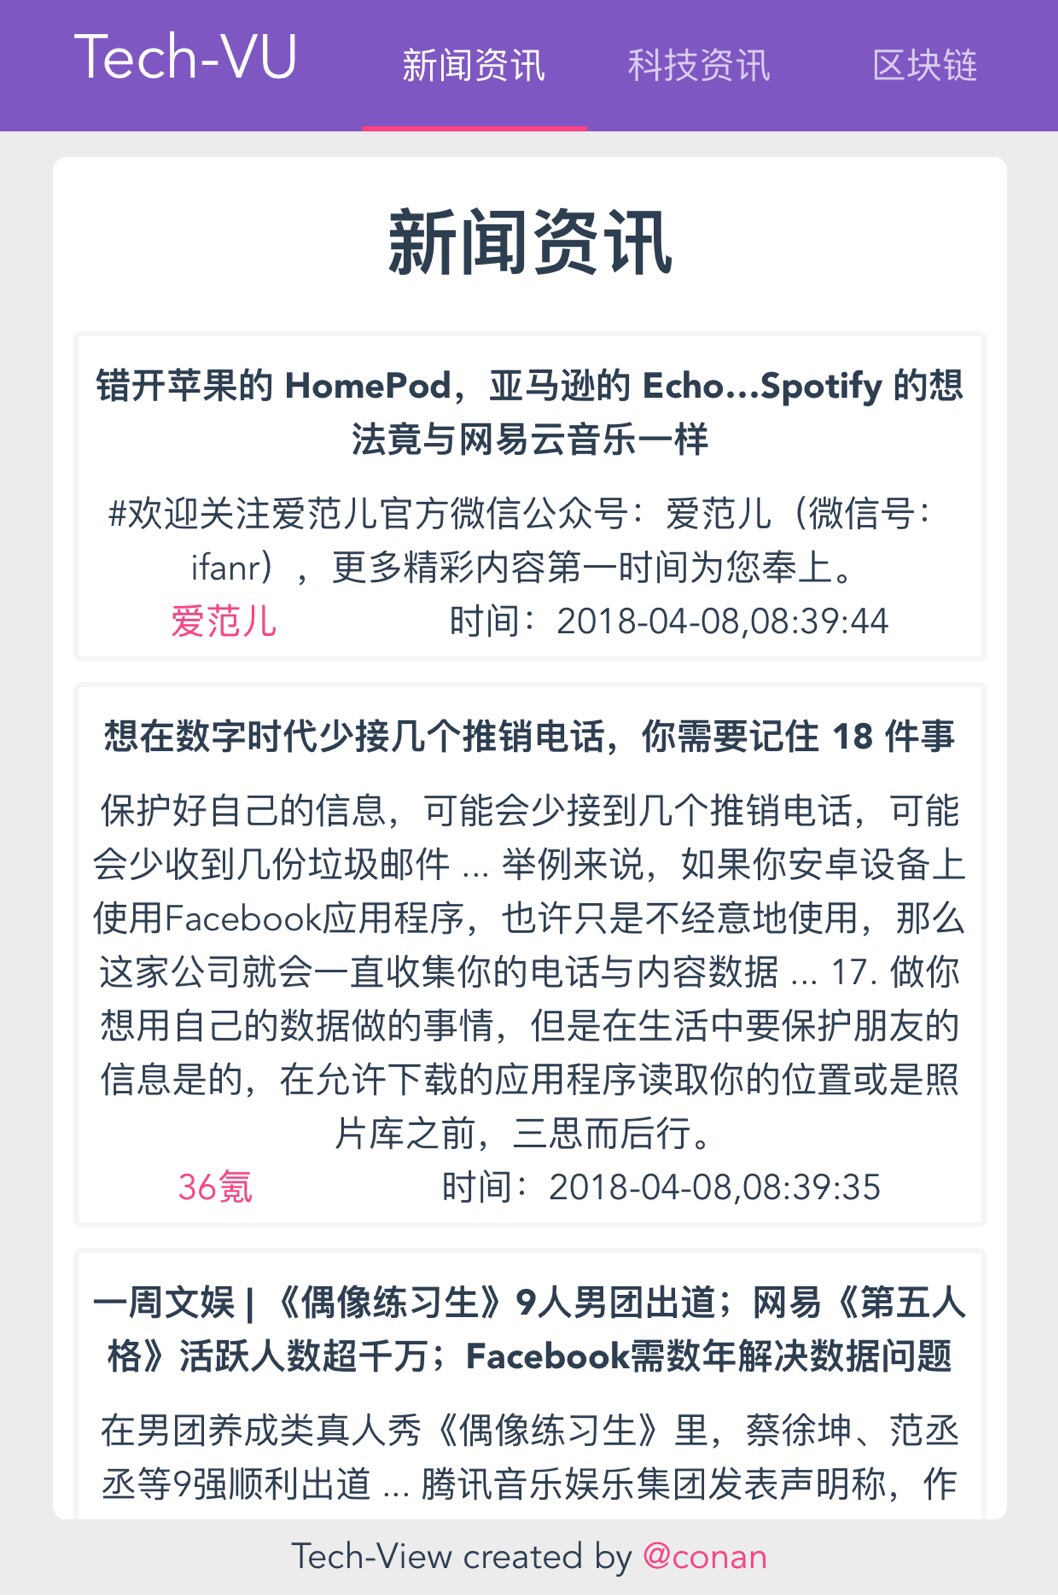 Tech-VU 新闻资讯 科技资讯 区块链
新闻资讯
错开苹果的 HomePod，亚马逊的 Echo...Spotify 的想
法竟与网易云音乐一样
#欢迎关注爱范儿官方微信公众号：爱范儿（微信号：
ifanr），更多精彩内容第一时间为您奉上。
爱范儿 时间：2018-04-08,08:39:44
想在数字时代少接几个推销电话，你需要记住 18 件事
保护好自己的信息，可能会少接到几个推销电话，可能
会少收到几份垃圾邮件 ... 举例来说，如果你安卓设备上
使用Facebook应用程序，也许只是不经意地使用，那么
这家公司就会一直收集你的电话与内容数据 ... 17. 做你
想用自己的数据做的事情，但是在生活中要保护朋友的
信息是的，在允许下载的应用程序读取你的位置或是照
片库之前，三思而后行。
36氪 时间：2018-04-08,08:39:35
一周文娱 | 《偶像练习生》9人男团出道；网易《第五人
格》活跃人数超千万；Facebook需数年解决数据问题
在男团养成类真人秀《偶像练习生》里，蔡徐坤、范丞
丞等9强顺利出道 ... 腾讯音乐娱乐集团发表声明称，作
Tech-View created by @conan